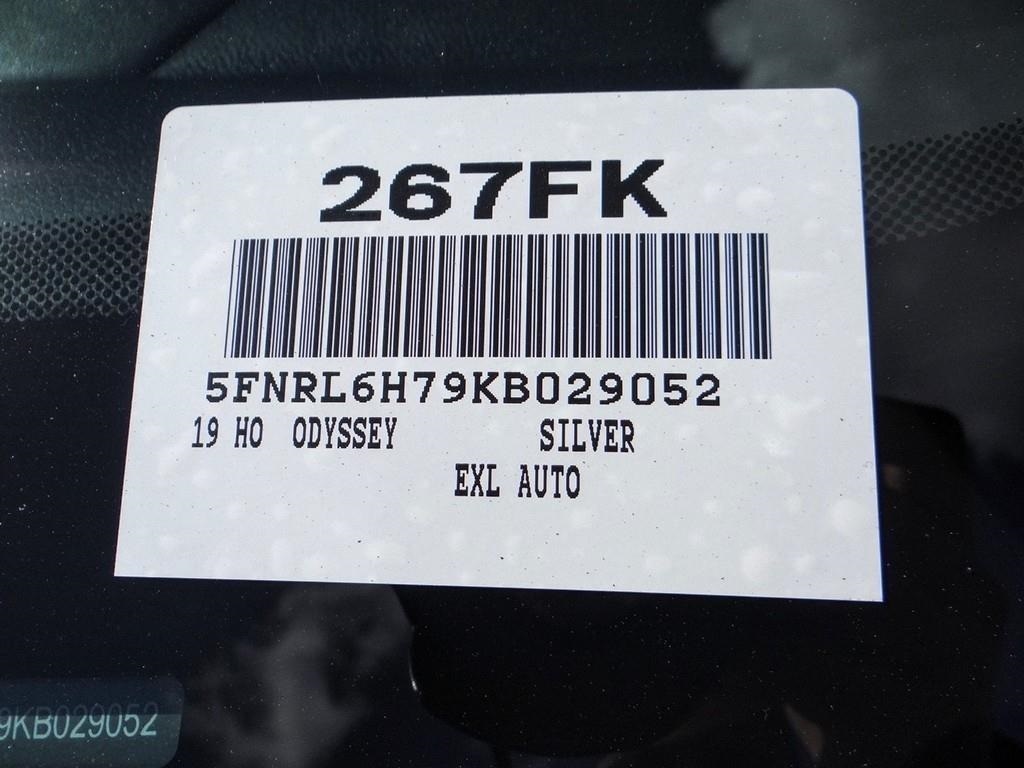 267FK
5FNRL6H79KB029052
19 HO ODYSSEY SILVER
EXL AUTO
9KB029052